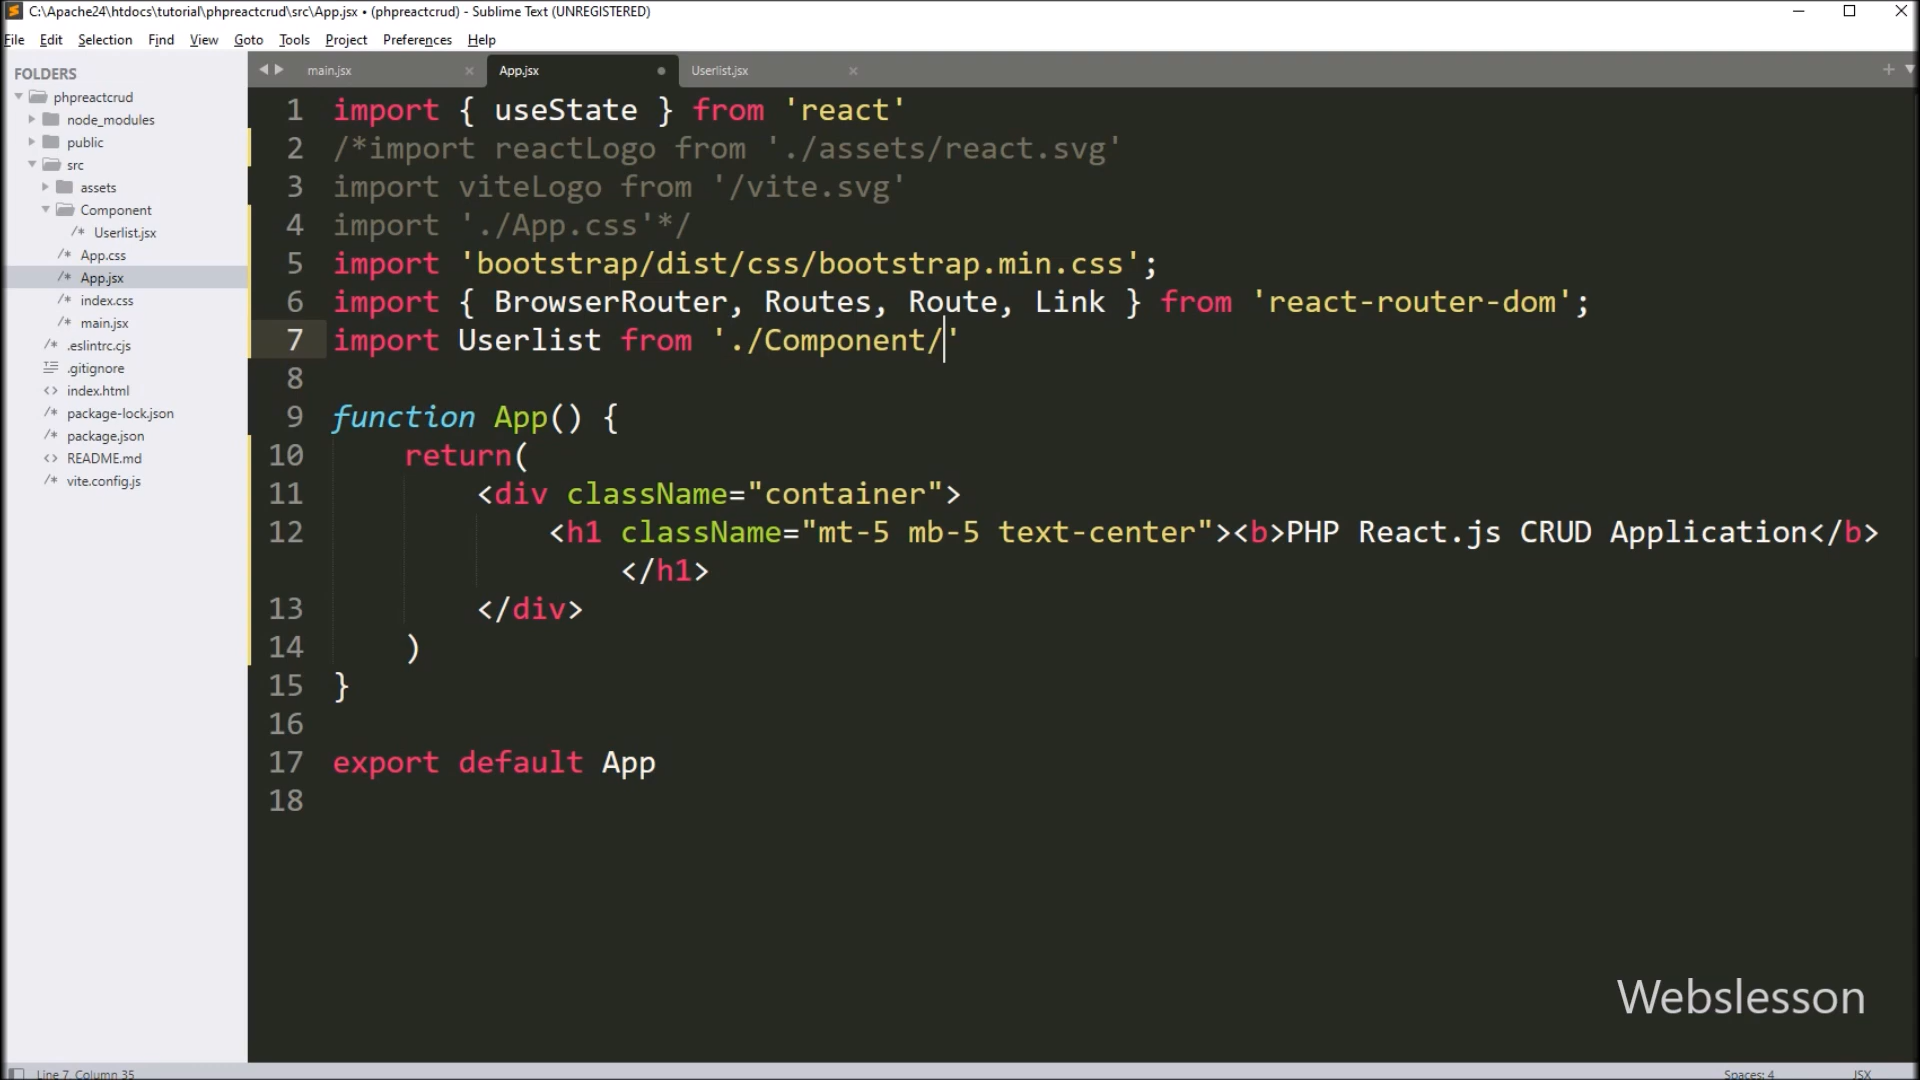 C:\Apache24\htdocs\tutorial\phpreactcrud\src\App.jsx • (phpreactcrud) - Sublime Text (UNREGISTERED)
File Edit Selection Find View Goto Tools Project Preferences Help
FOLDERS
phpreactcrud
node_modules
public
src
assets
Component
/* Userlist.jsx
/* App.css
/* App.jsx
/* index.css
/* main.jsx
/* .eslintrc.cjs
.gitignore
<> index.html
/* package-lock.json
/* package.json
<> README.md
/* vite.config.js
main.jsx App.jsx Userlist.jsx
1 import { useState } from 'react'
2 /*import reactLogo from './assets/react.svg'
3 import viteLogo from '/vite.svg'
4 import './App.css'*/
5 import 'bootstrap/dist/css/bootstrap.min.css';
6 import { BrowserRouter, Routes, Route, Link } from 'react-router-dom';
7 import Userlist from './Component/'
8
9 function App() {
10 return(
11 <div className="container">
12 <h1 className="mt-5 mb-5 text-center"><b>PHP React.js CRUD Application</b>
</h1>
13 </div>
14 )
15 }
16
17 export default App
18
Webslesson
Line 7, Column 35
Spaces: 4 JSX